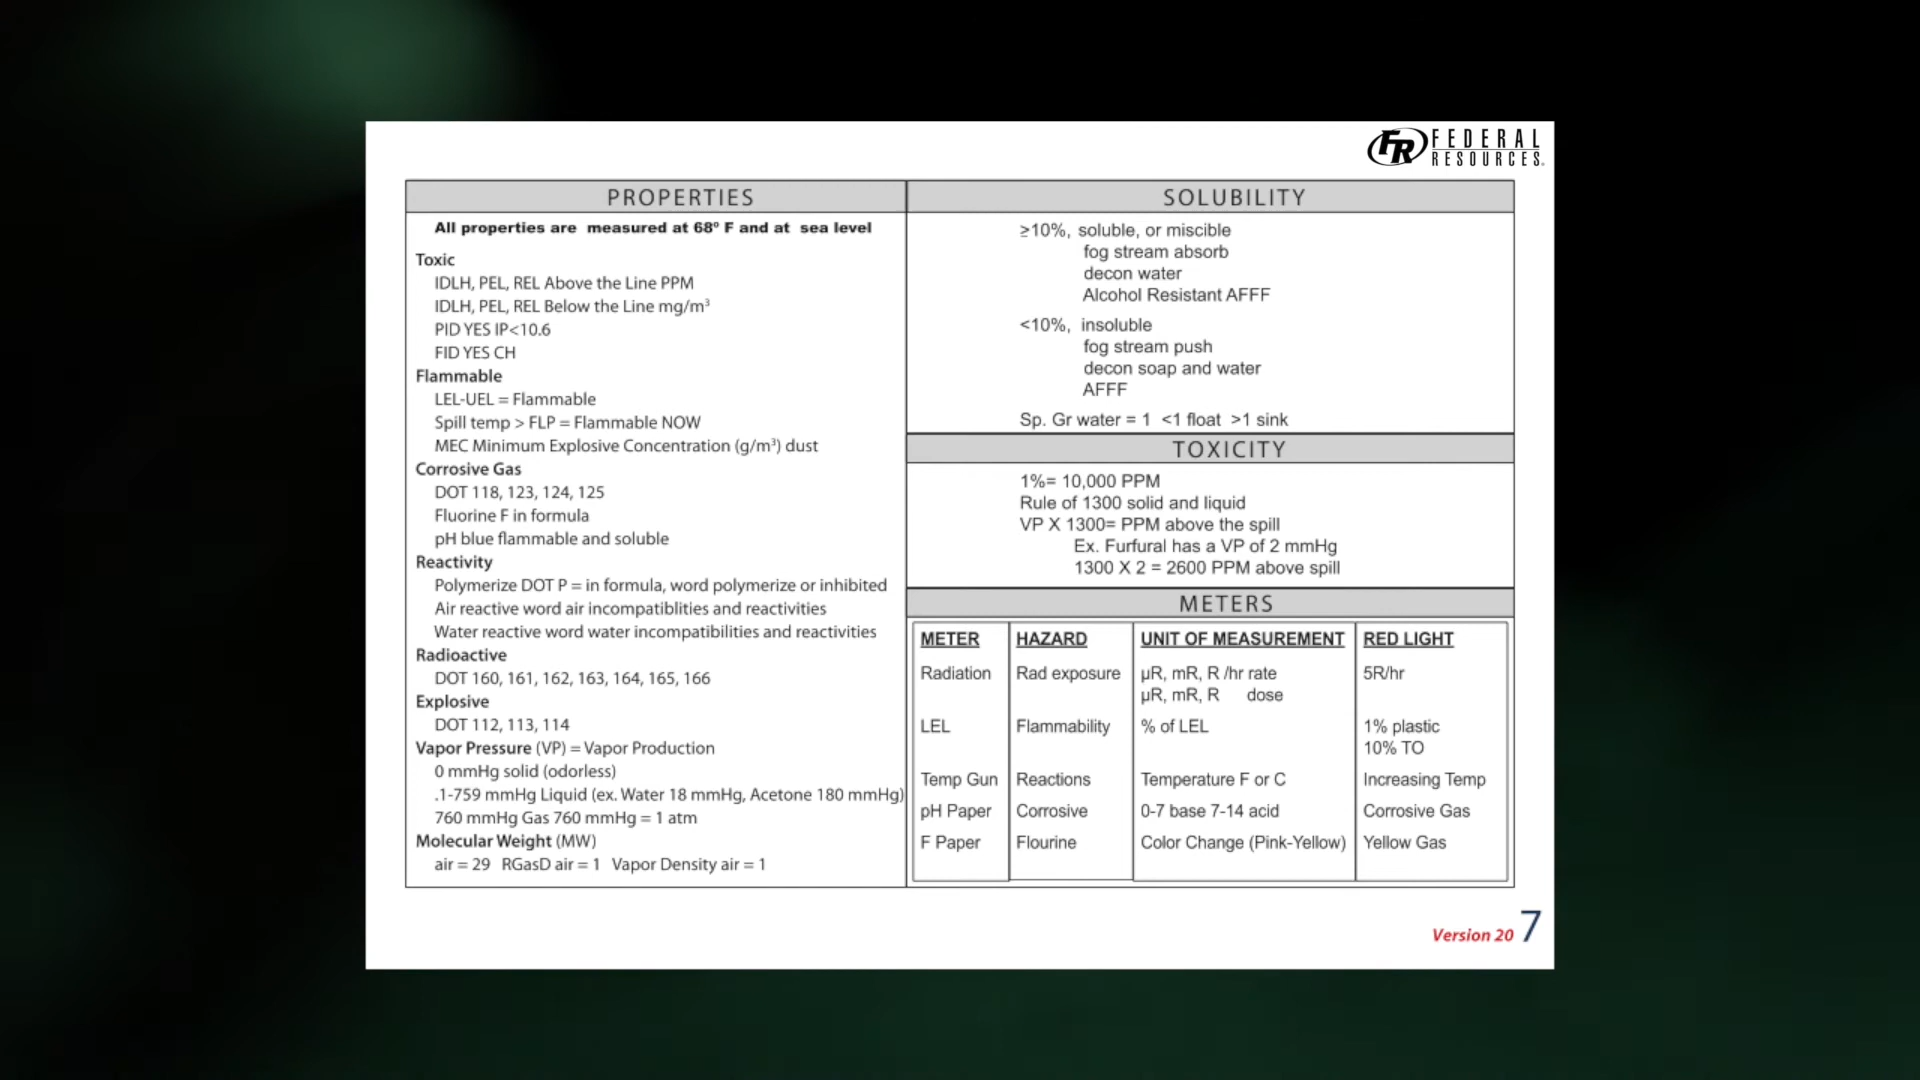 FR FEDERAL
RESOURCES
PROPERTIES
All properties are measured at 68º F and at sea level
Toxic
IDLH, PEL, REL Above the Line PPM
IDLH, PEL, REL Below the Line mg/m³
PID YES IP<10.6
FID YES CH
Flammable
LEL-UEL = Flammable
Spill temp > FLP = Flammable NOW
MEC Minimum Explosive Concentration (g/m³) dust
Corrosive Gas
DOT 118, 123, 124, 125
Fluorine F in formula
pH blue flammable and soluble
Reactivity
Polymerize DOT P = in formula, word polymerize or inhibited
Air reactive word air incompatiblities and reactivities
Water reactive word water incompatibilities and reactivities
Radioactive
DOT 160, 161, 162, 163, 164, 165, 166
Explosive
DOT 112, 113, 114
Vapor Pressure (VP) = Vapor Production
0 mmHg solid (odorless)
.1-759 mmHg Liquid (ex. Water 18 mmHg, Acetone 180 mmHg)
760 mmHg Gas 760 mmHg = 1 atm
Molecular Weight (MW)
air = 29 RGasD air = 1 Vapor Density air = 1
SOLUBILITY
≥10%, soluble, or miscible
fog stream absorb
decon water
Alcohol Resistant AFFF
<10%, insoluble
fog stream push
decon soap and water
AFFF
Sp. Gr water = 1 <1 float >1 sink
TOXICITY
1%= 10,000 PPM
Rule of 1300 solid and liquid
VP X 1300= PPM above the spill
Ex. Furfural has a VP of 2 mmHg
1300 X 2 = 2600 PPM above spill
METERS
METER HAZARD UNIT OF MEASUREMENT RED LIGHT
Radiation Rad exposure µR, mR, R /hr rate 5R/hr
µR, mR, R dose
LEL Flammability % of LEL 1% plastic
10% TO
Temp Gun Reactions Temperature F or C Increasing Temp
pH Paper Corrosive 0-7 base 7-14 acid Corrosive Gas
F Paper Flourine Color Change (Pink-Yellow) Yellow Gas
Version 20 7